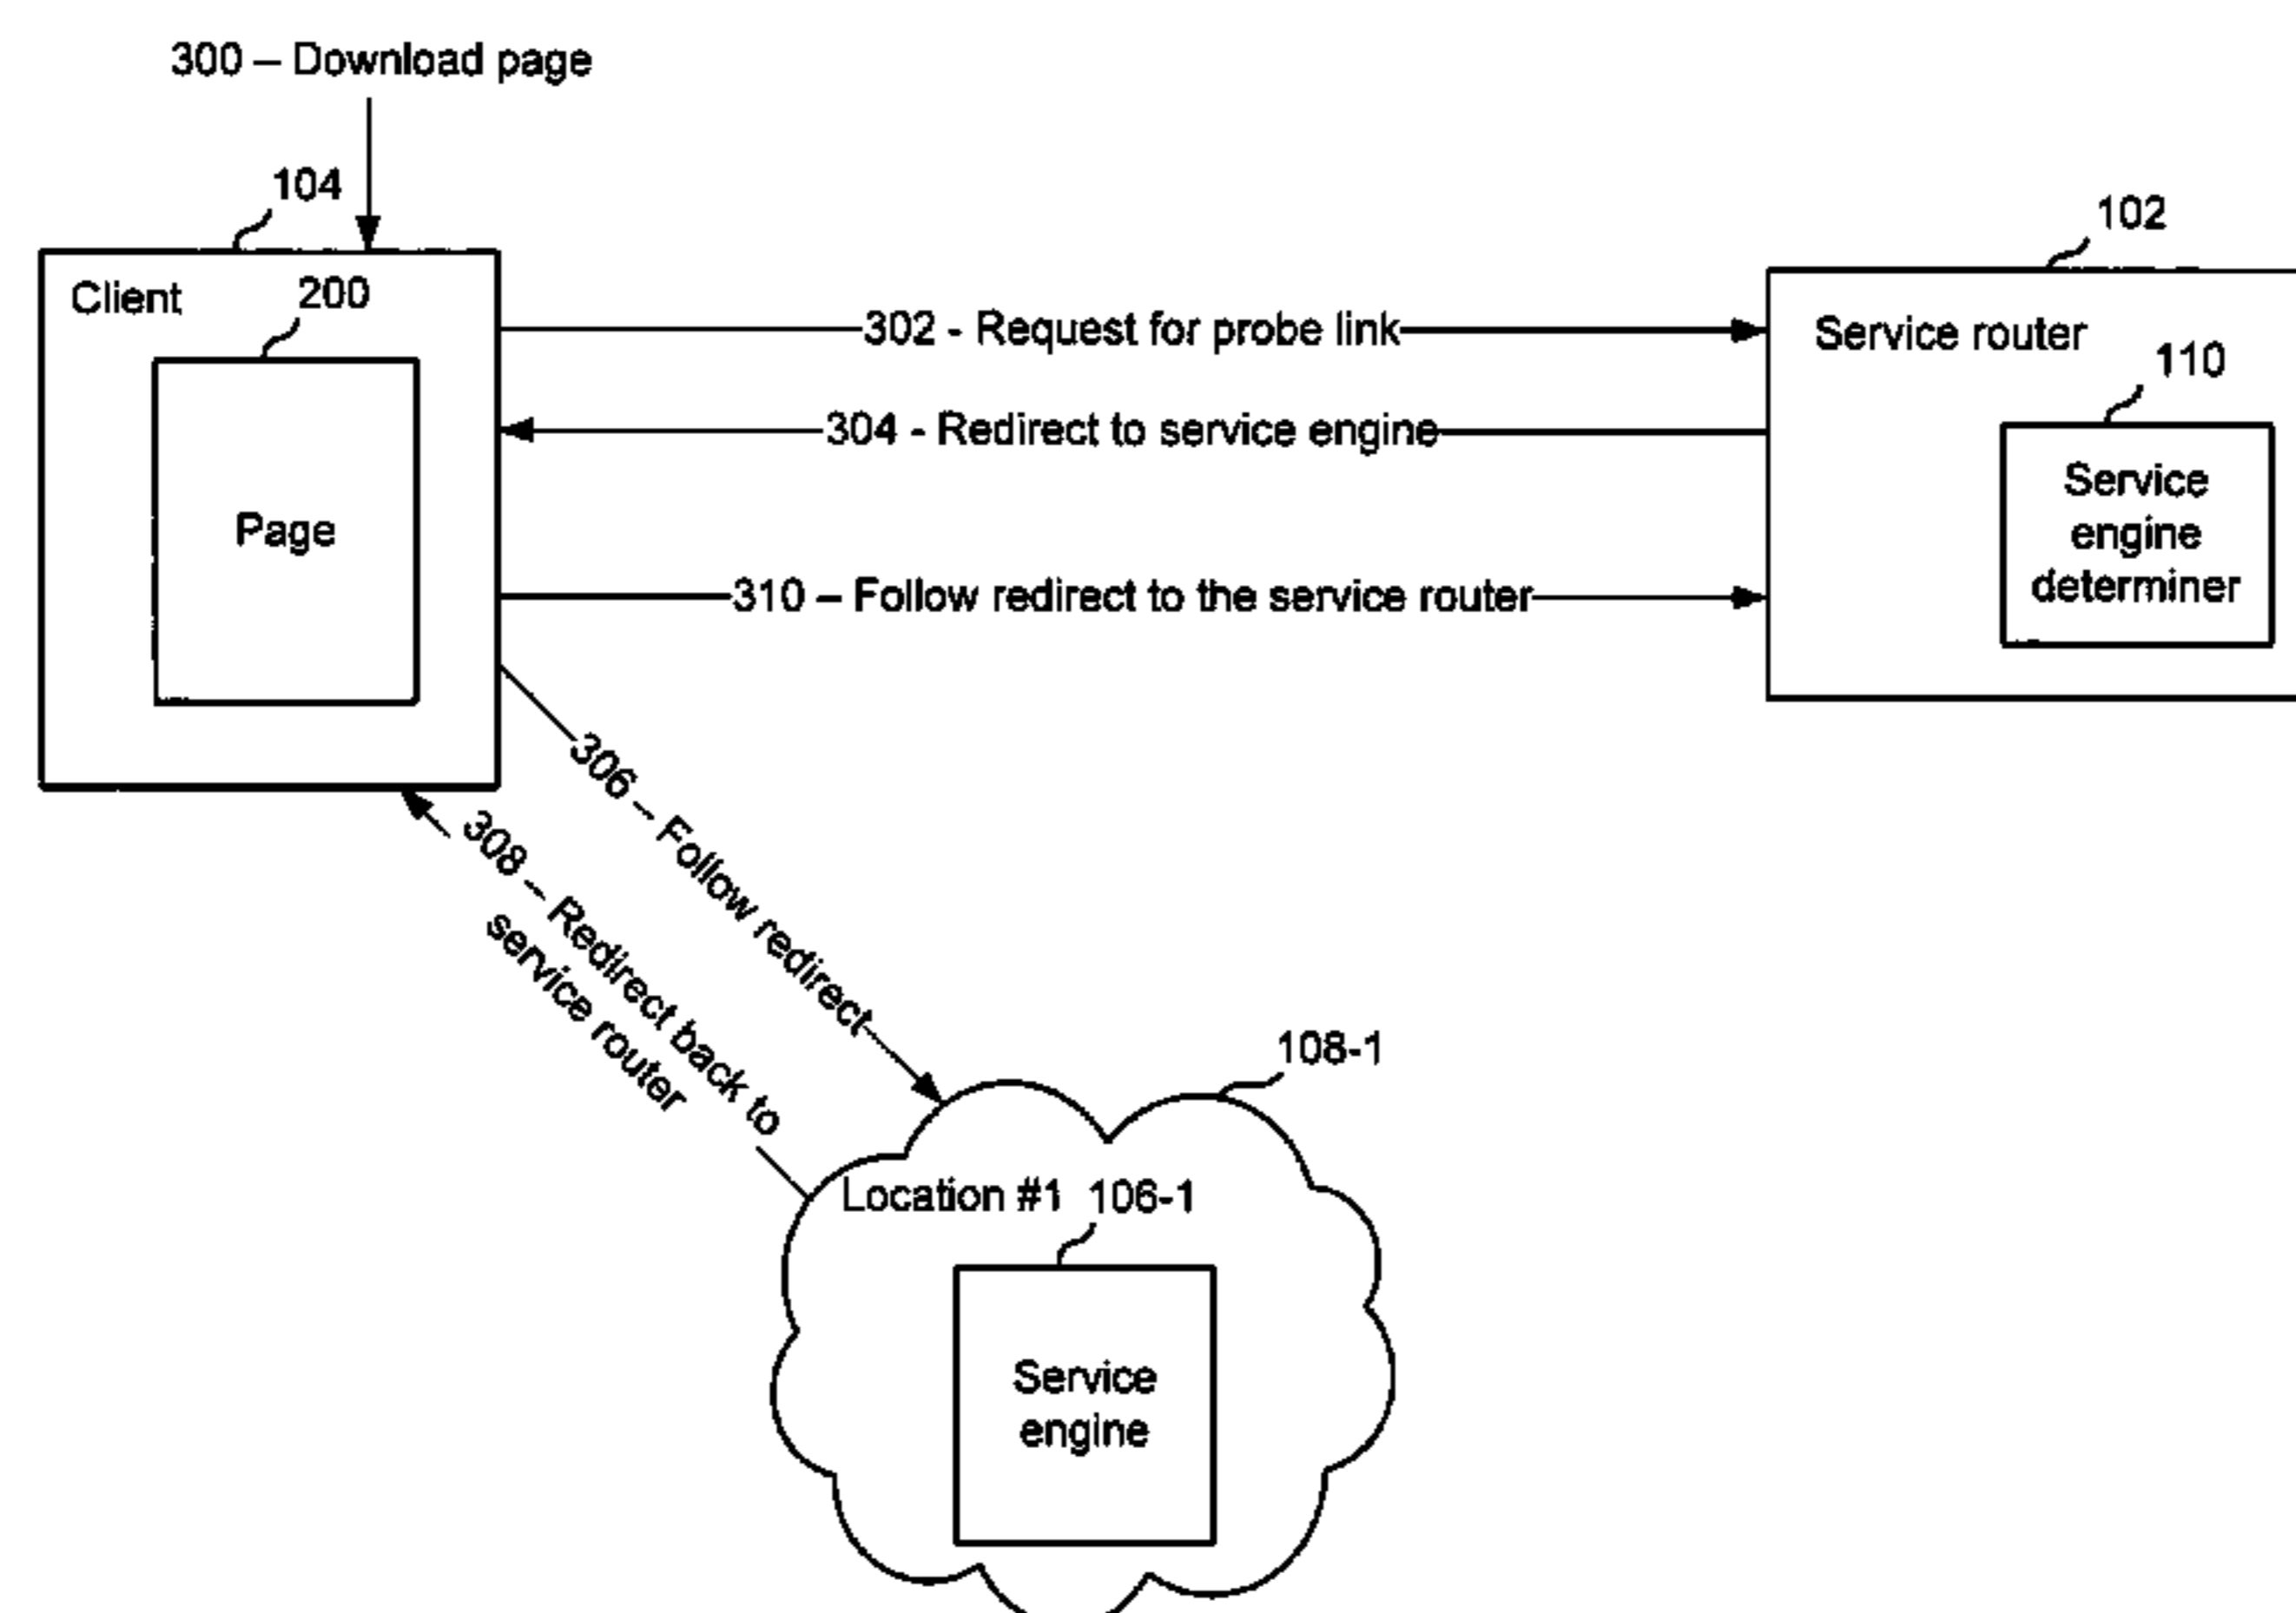 300 – Download page
104
102
Client
200
302 - Request for probe link
Service router
110
304 - Redirect to service engine
Service
engine
determiner
Page
310 – Follow redirect to the service router
306 – Follow redirect
308 – Redirect back to
service router
108-1
Location #1
106-1
Service
engine